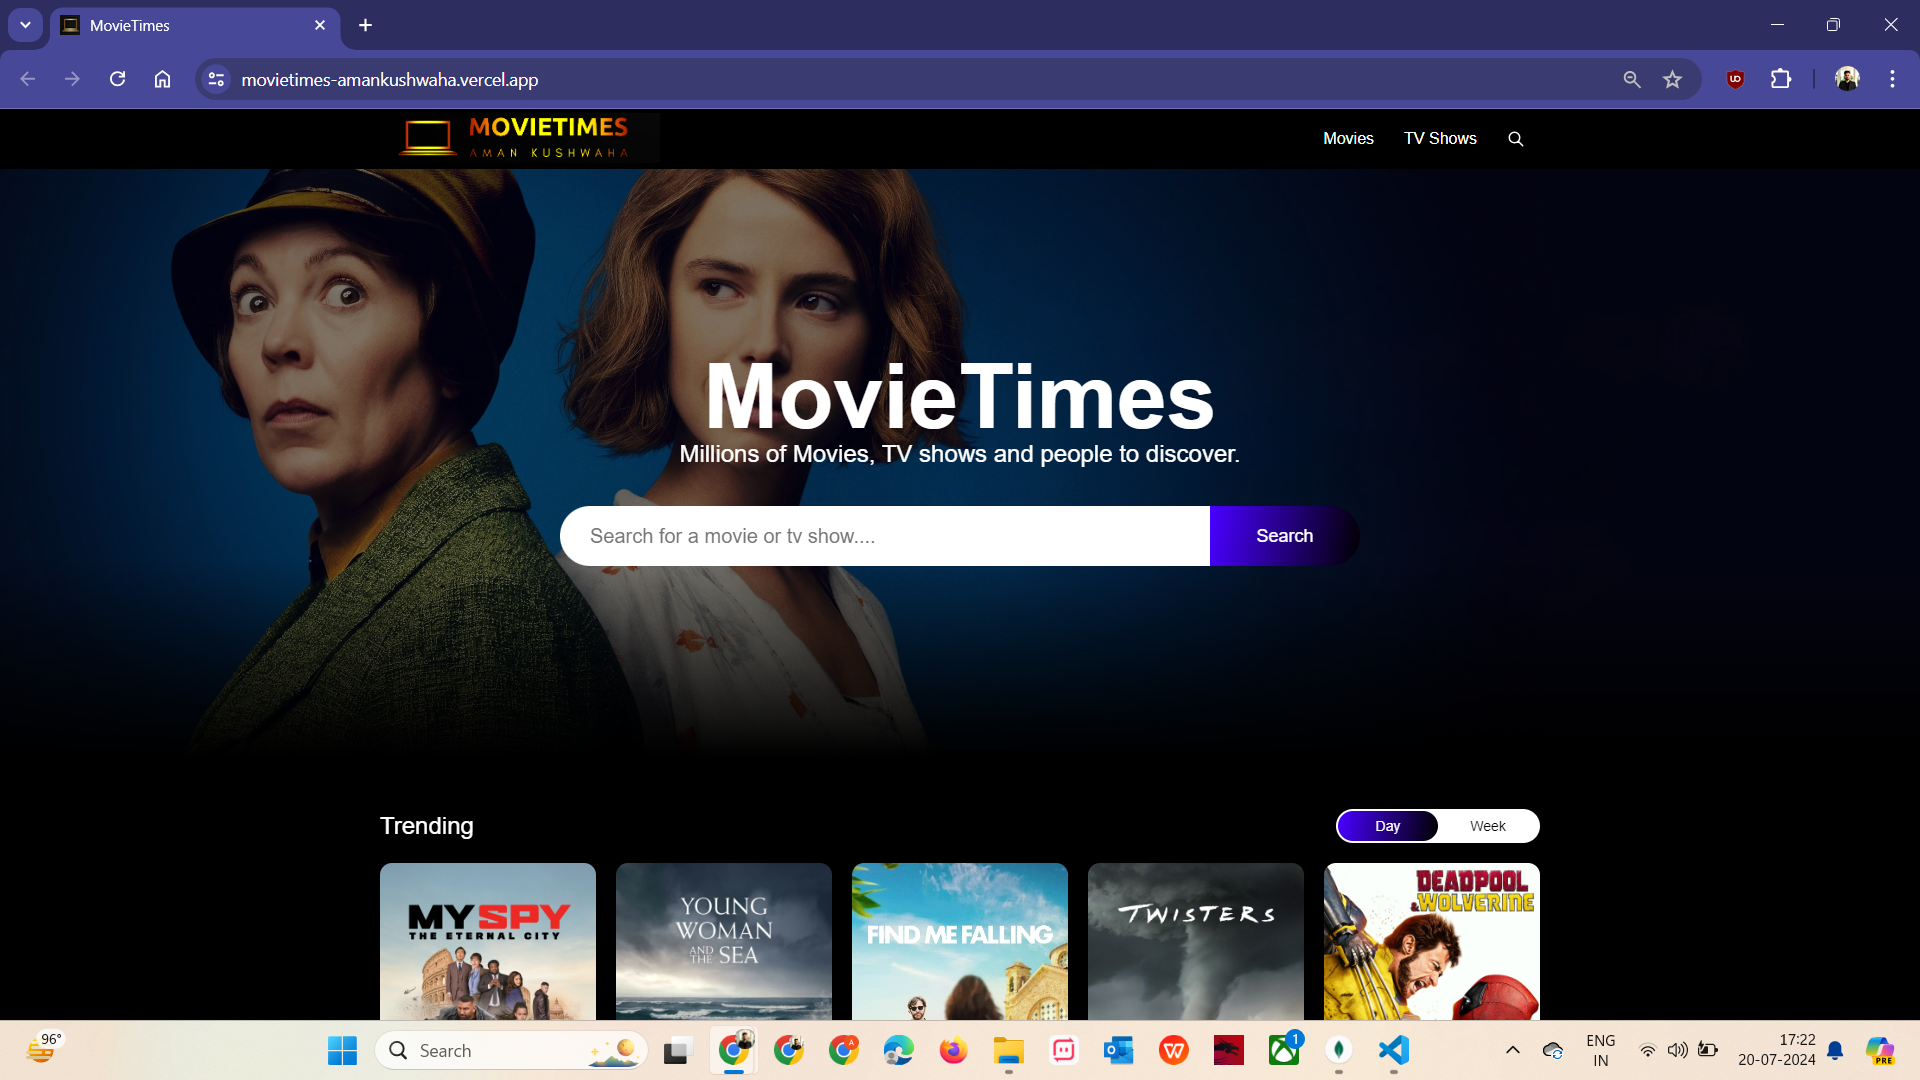 MovieTimes
movietimes-amankushwaha.vercel.app
MOVIETIMES
AMAN KUSHWAHA
Movies
TV Shows
MovieTimes
Millions of Movies, TV shows and people to discover.
Search for a movie or tv show....
Search
Trending
Day
Week
MY SPY
THE ETERNAL CITY
YOUNG
WOMAN
AND
THE SEA
FIND ME FALLING
TWISTERS
DEADPOOL
& WOLVERINE
96°
Search
1
ENG
IN
17:22
20-07-2024
PRE